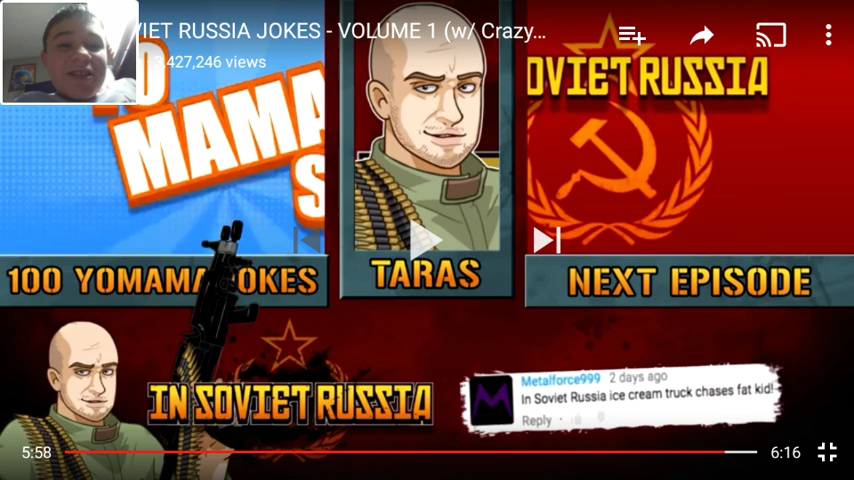 VIET RUSSIA JOKES - VOLUME 1 (w/ Crazy...
427,246 views
MAMA
S
OVIET RUSSIA
100 YOMAMA JOKES
TARAS
NEXT EPISODE
IN SOVIET RUSSIA
Metalforce999 2 days ago
In Soviet Russia ice cream truck chases fat kid!
Reply
5:58
6:16